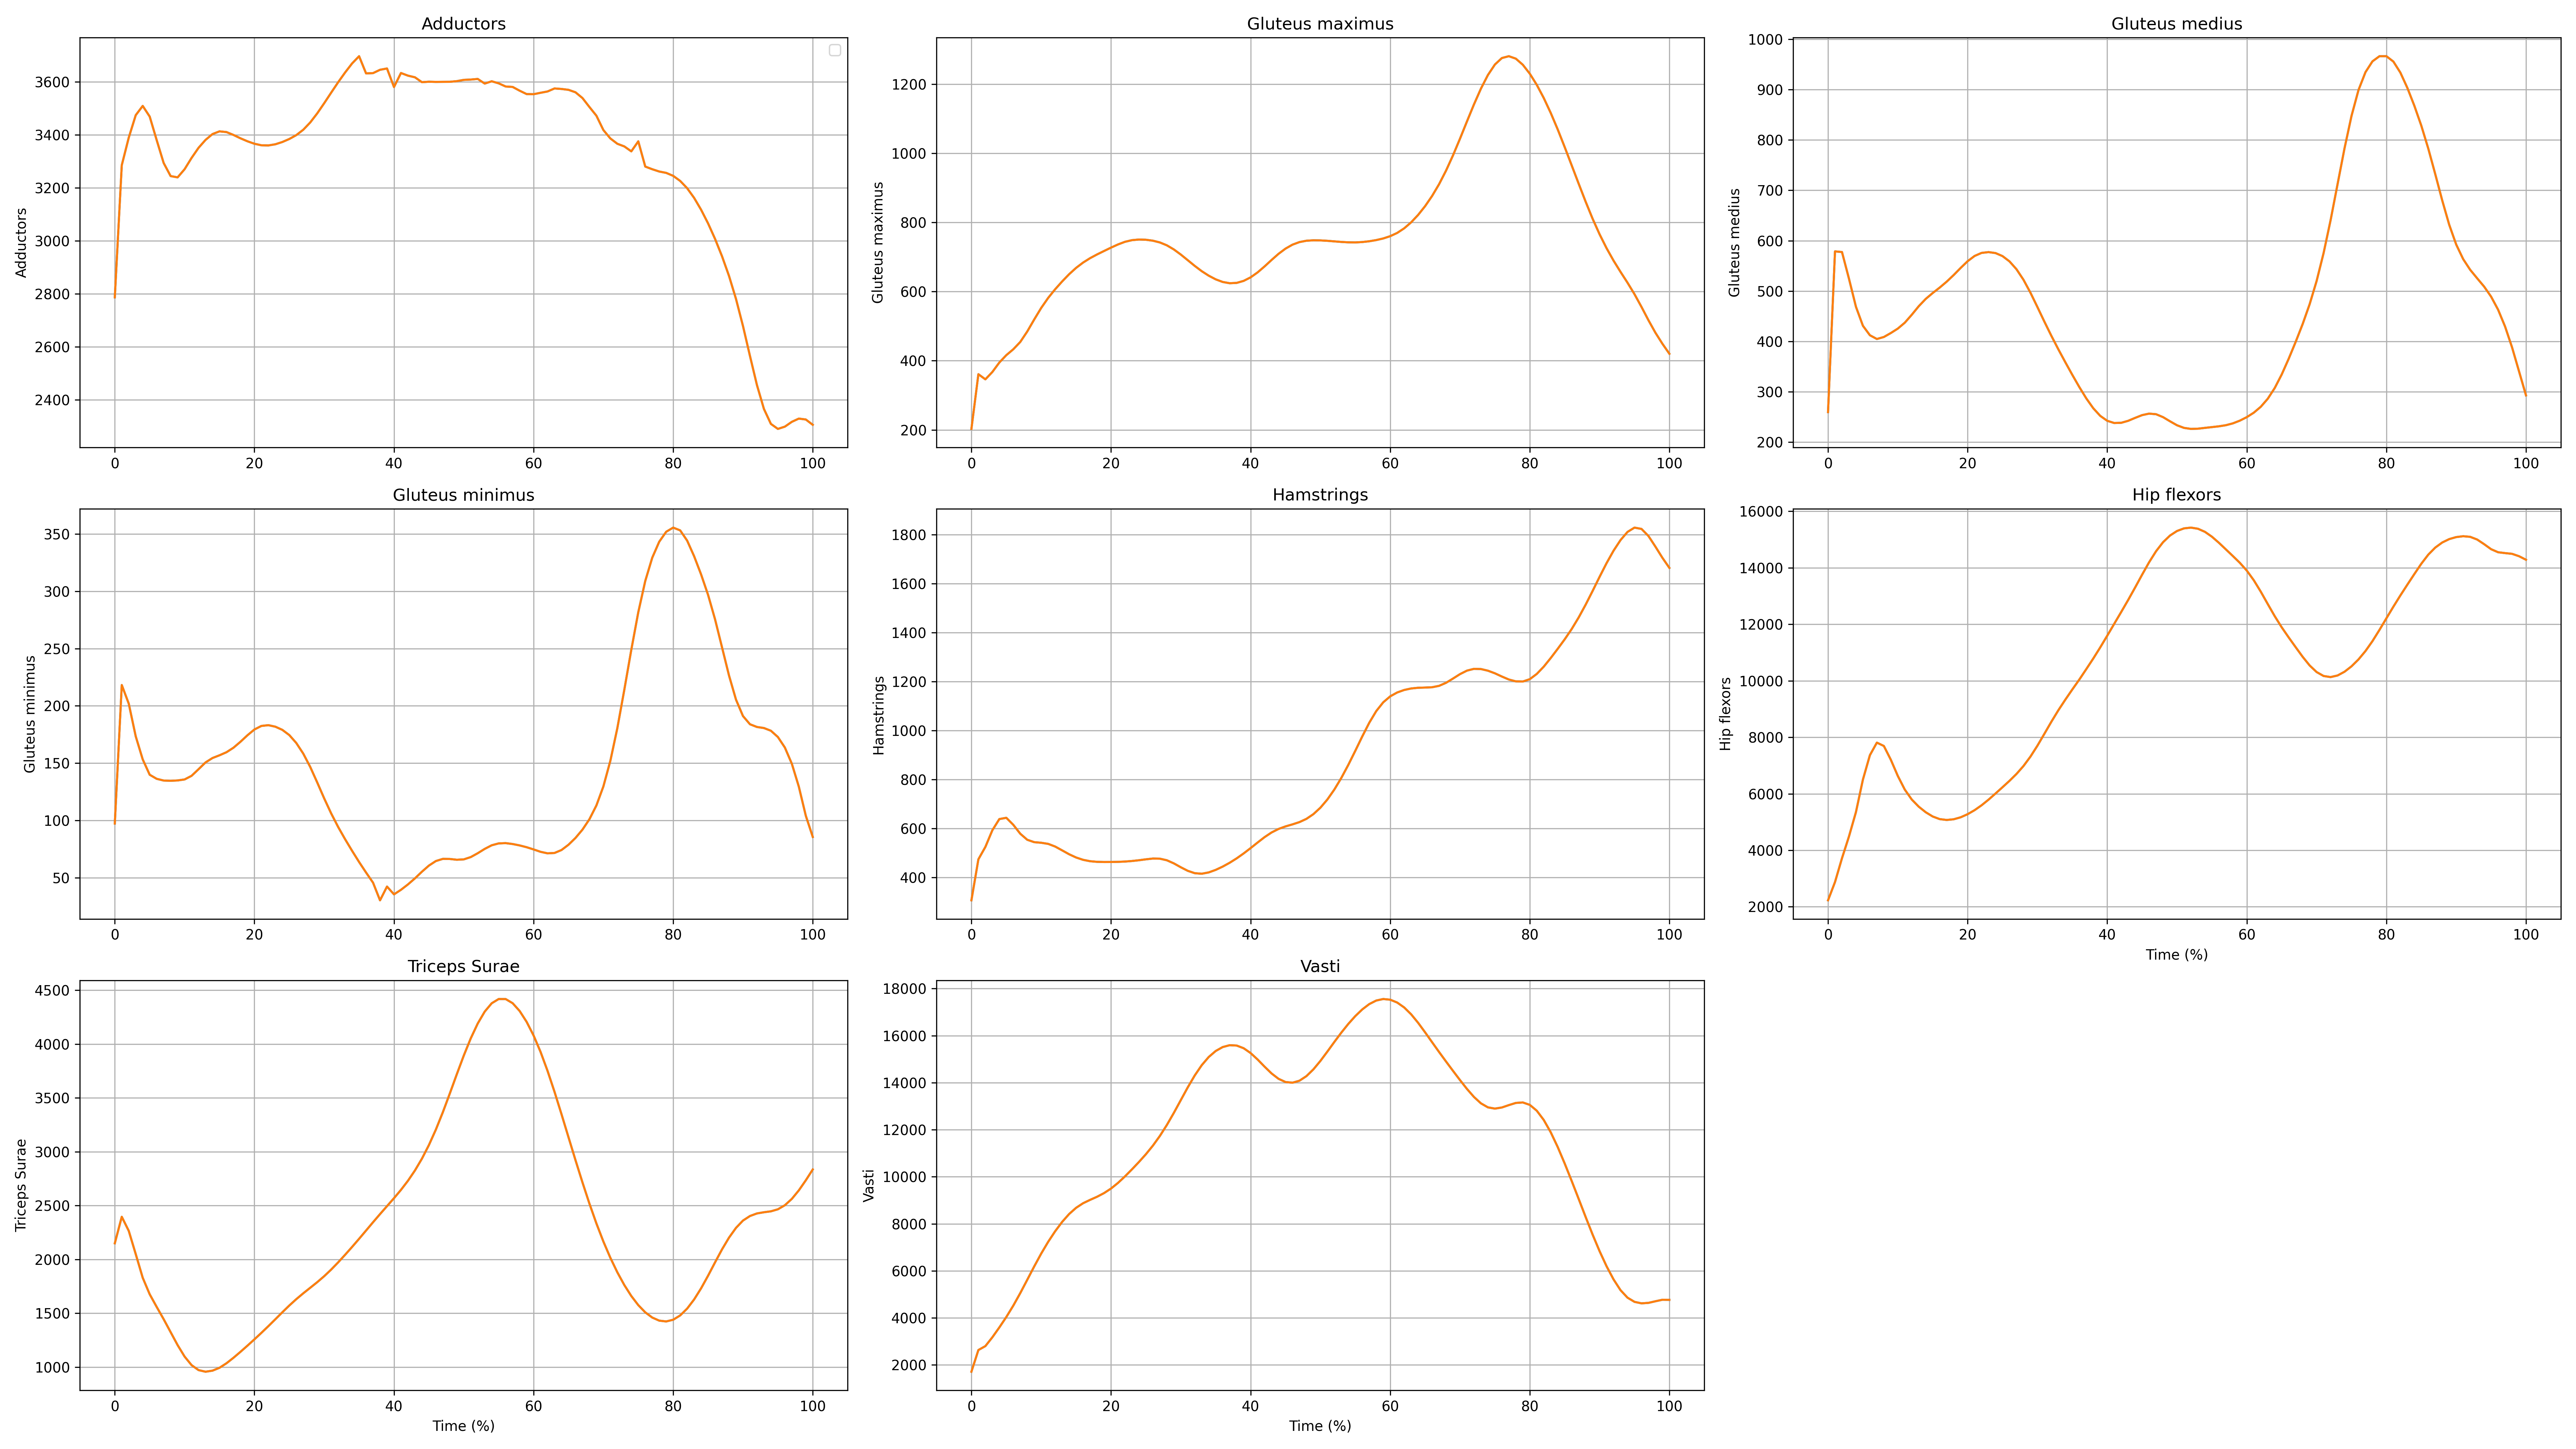 Adductors
Adductors
3600
3400
3200
3000
2800
2600
2400
0 20 40 60 80 100
Gluteus maximus
Gluteus maximus
1200
1000
800
600
400
200
0 20 40 60 80 100
Gluteus medius
Gluteus medius
1000
900
800
700
600
500
400
300
200
0 20 40 60 80 100
Gluteus minimus
Gluteus minimus
350
300
250
200
150
100
50
0 20 40 60 80 100
Hamstrings
Hamstrings
1800
1600
1400
1200
1000
800
600
400
0 20 40 60 80 100
Hip flexors
Hip flexors
16000
14000
12000
10000
8000
6000
4000
2000
0 20 40 60 80 100
Time (%)
Triceps Surae
Triceps Surae
4500
4000
3500
3000
2500
2000
1500
1000
0 20 40 60 80 100
Time (%)
Vasti
Vasti
18000
16000
14000
12000
10000
8000
6000
4000
2000
0 20 40 60 80 100
Time (%)